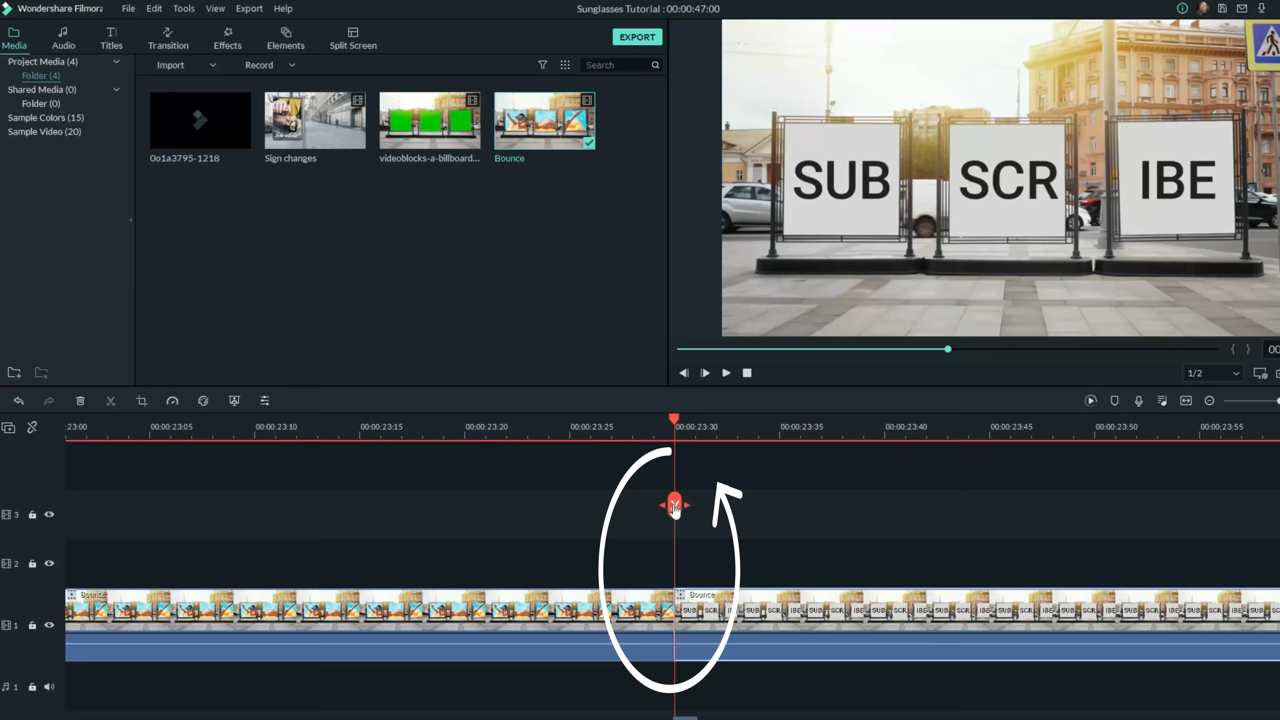 Wondershare Filmora File Edit Tools View Export Help Sunglasses Tutorial : 00:00:47:00
Media Audio Titles Transition Effects Elements Split Screen EXPORT
Project Media (4) Import Record Search
Folder (4)
Shared Media (0)
Folder (0)
Sample Colors (15)
Sample Video (20)
0o1a3795-1218 Sign changes videoblocks-a-billboard... Bounce
SUB SCR IBE
1/2
:23:00 00:00:23:05 00:00:23:10 00:00:23:15 00:00:23:20 00:00:23:25 00:00:23:30 00:00:23:35 00:00:23:40 00:00:23:45 00:00:23:50 00:00:23:55
3
2
Bounce Bounce
1
1